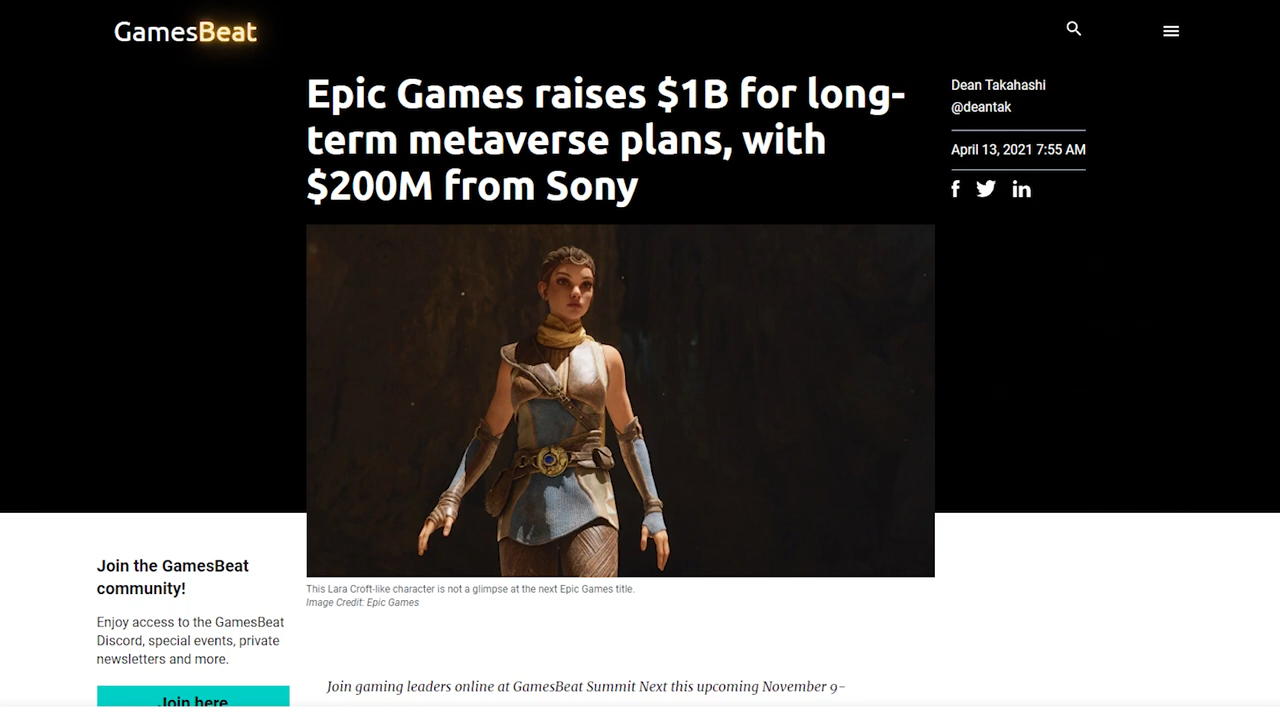 GamesBeat
Epic Games raises $1B for long-
term metaverse plans, with
$200M from Sony
Dean Takahashi
@deantak
April 13, 2021 7:55 AM
This Lara Croft-like character is not a glimpse at the next Epic Games title.
Image Credit: Epic Games
Join the GamesBeat
community!
Enjoy access to the GamesBeat
Discord, special events, private
newsletters and more.
Join here
Join gaming leaders online at GamesBeat Summit Next this upcoming November 9-